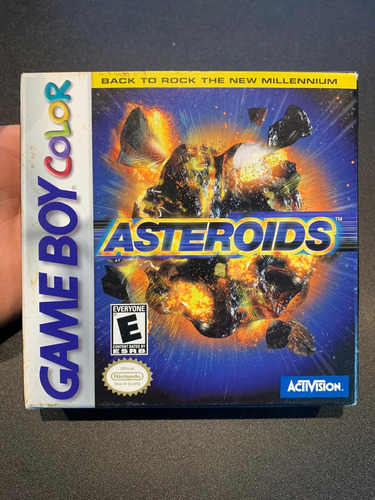 BACK TO ROCK THE NEW MILLENNIUM
GAME BOY COLOR
ASTEROIDS™
EVERYONE
E
CONTENT RATED BY
ESRB
Official
Nintendo
Seal of Quality
ACTIVISION.